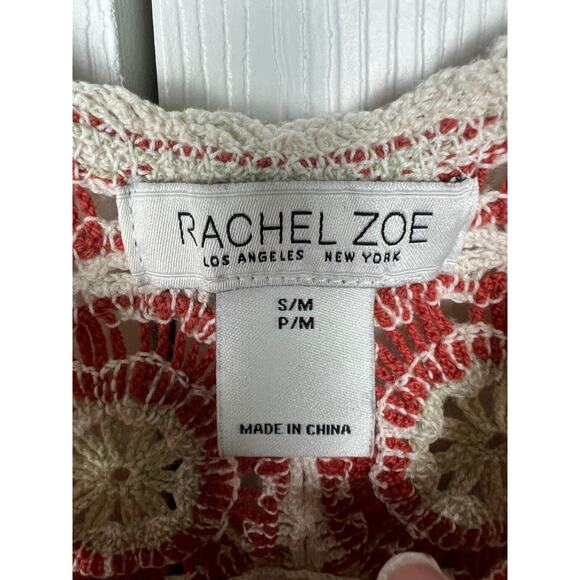 RACHEL ZOE
LOS ANGELES NEW YORK
S/M
P/M
MADE IN CHINA